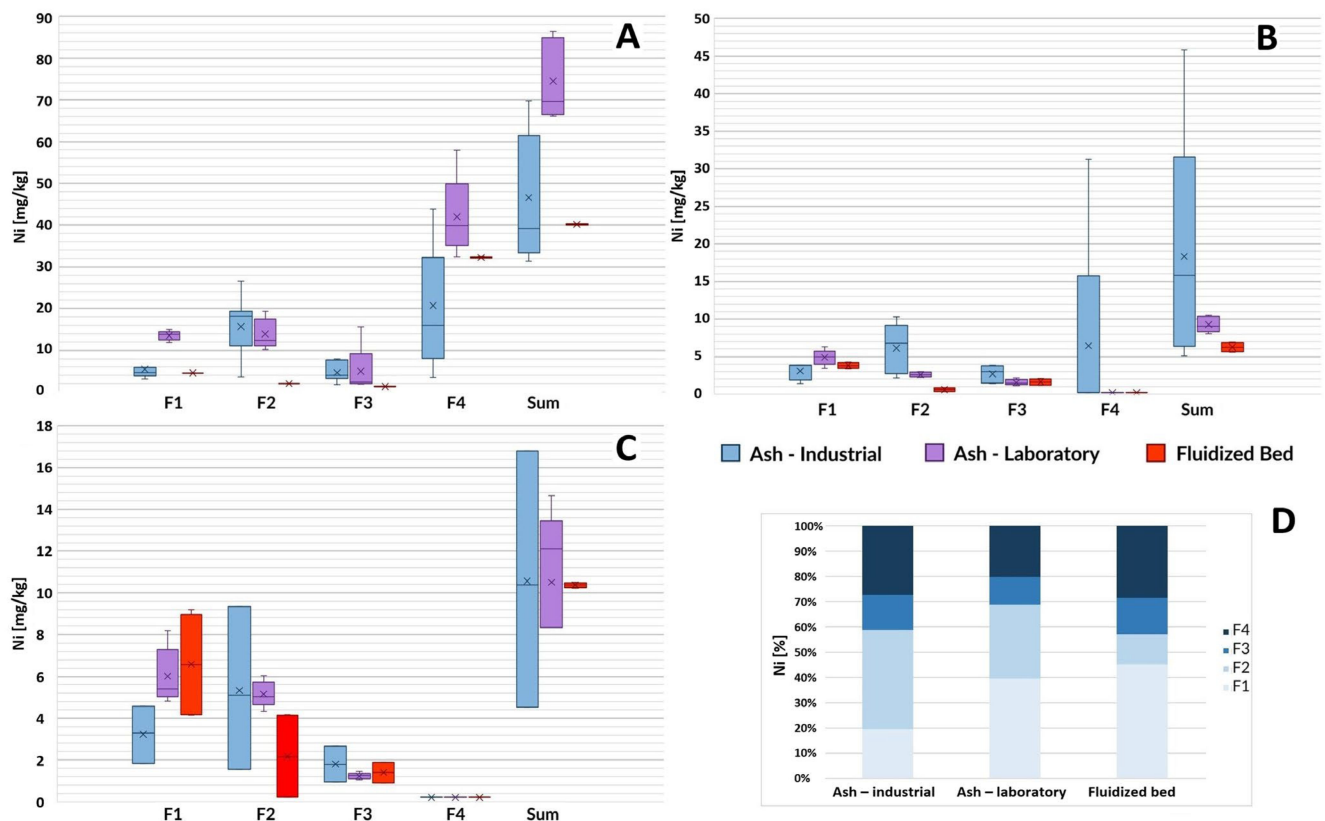 A
Ni [mg/kg]
90
80
70
60
50
40
30
20
10
0
F1 F2 F3 F4 Sum
B
Ni [mg/kg]
50
45
40
35
30
25
20
15
10
5
0
F1 F2 F3 F4 Sum
Ash - Industrial Ash - Laboratory Fluidized Bed
C
Ni [mg/kg]
18
16
14
12
10
8
6
4
2
0
F1 F2 F3 F4 Sum
D
Ni [%]
100%
90%
80%
70%
60%
50%
40%
30%
20%
10%
0%
Ash – industrial Ash – laboratory Fluidized bed
F4
F3
F2
F1